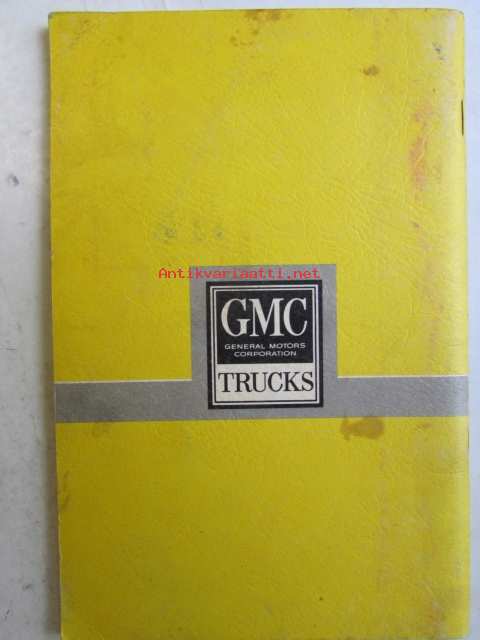 Antikvariaatti.net
GMC
GENERAL MOTORS
CORPORATION
TRUCKS